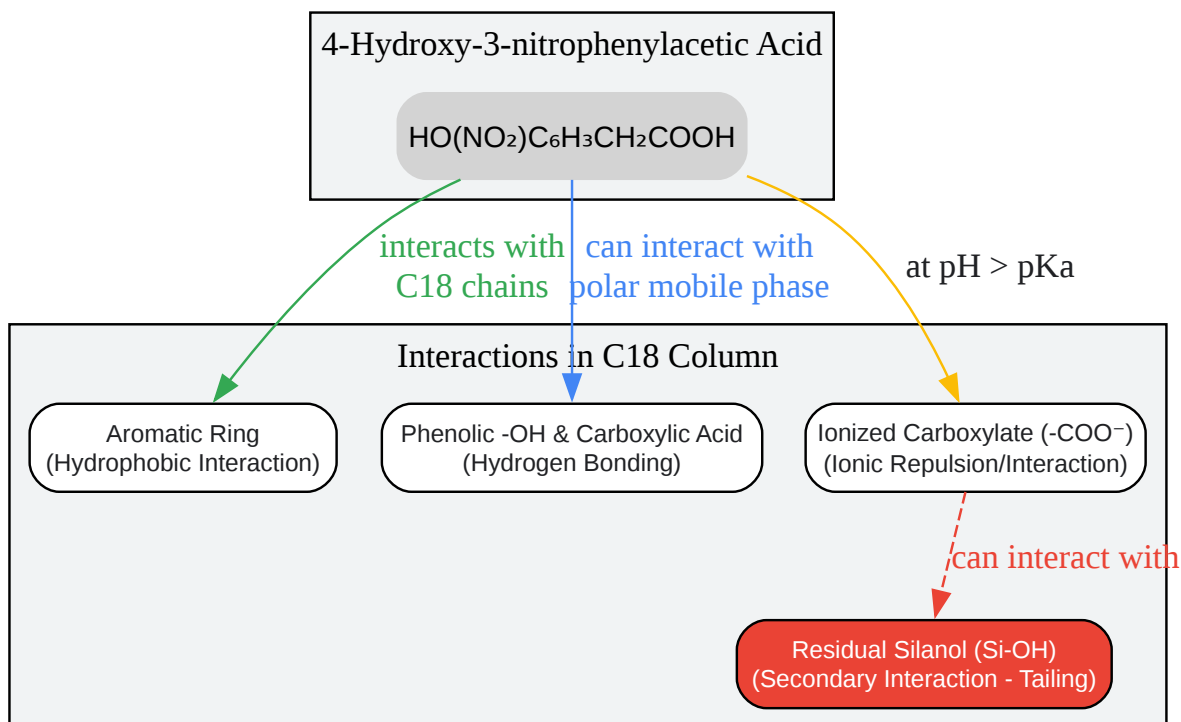 4-Hydroxy-3-nitrophenylacetic Acid
HO(NO₂)C₆H₃CH₂COOH
interacts with
C18 chains
can interact with
polar mobile phase
at pH > pKa
Interactions in C18 Column
Aromatic Ring
(Hydrophobic Interaction)
Phenolic -OH & Carboxylic Acid
(Hydrogen Bonding)
Ionized Carboxylate (-COO⁻)
(Ionic Repulsion/Interaction)
can interact with
Residual Silanol (Si-OH)
(Secondary Interaction - Tailing)